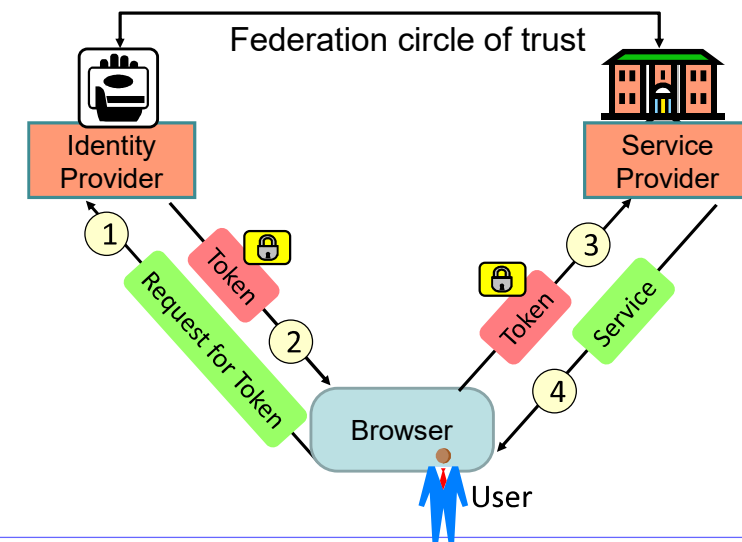 Federation circle of trust
Identity
Provider
Service
Provider
1
Token
3
Request for Token
2
Token
Service
4
Browser
User